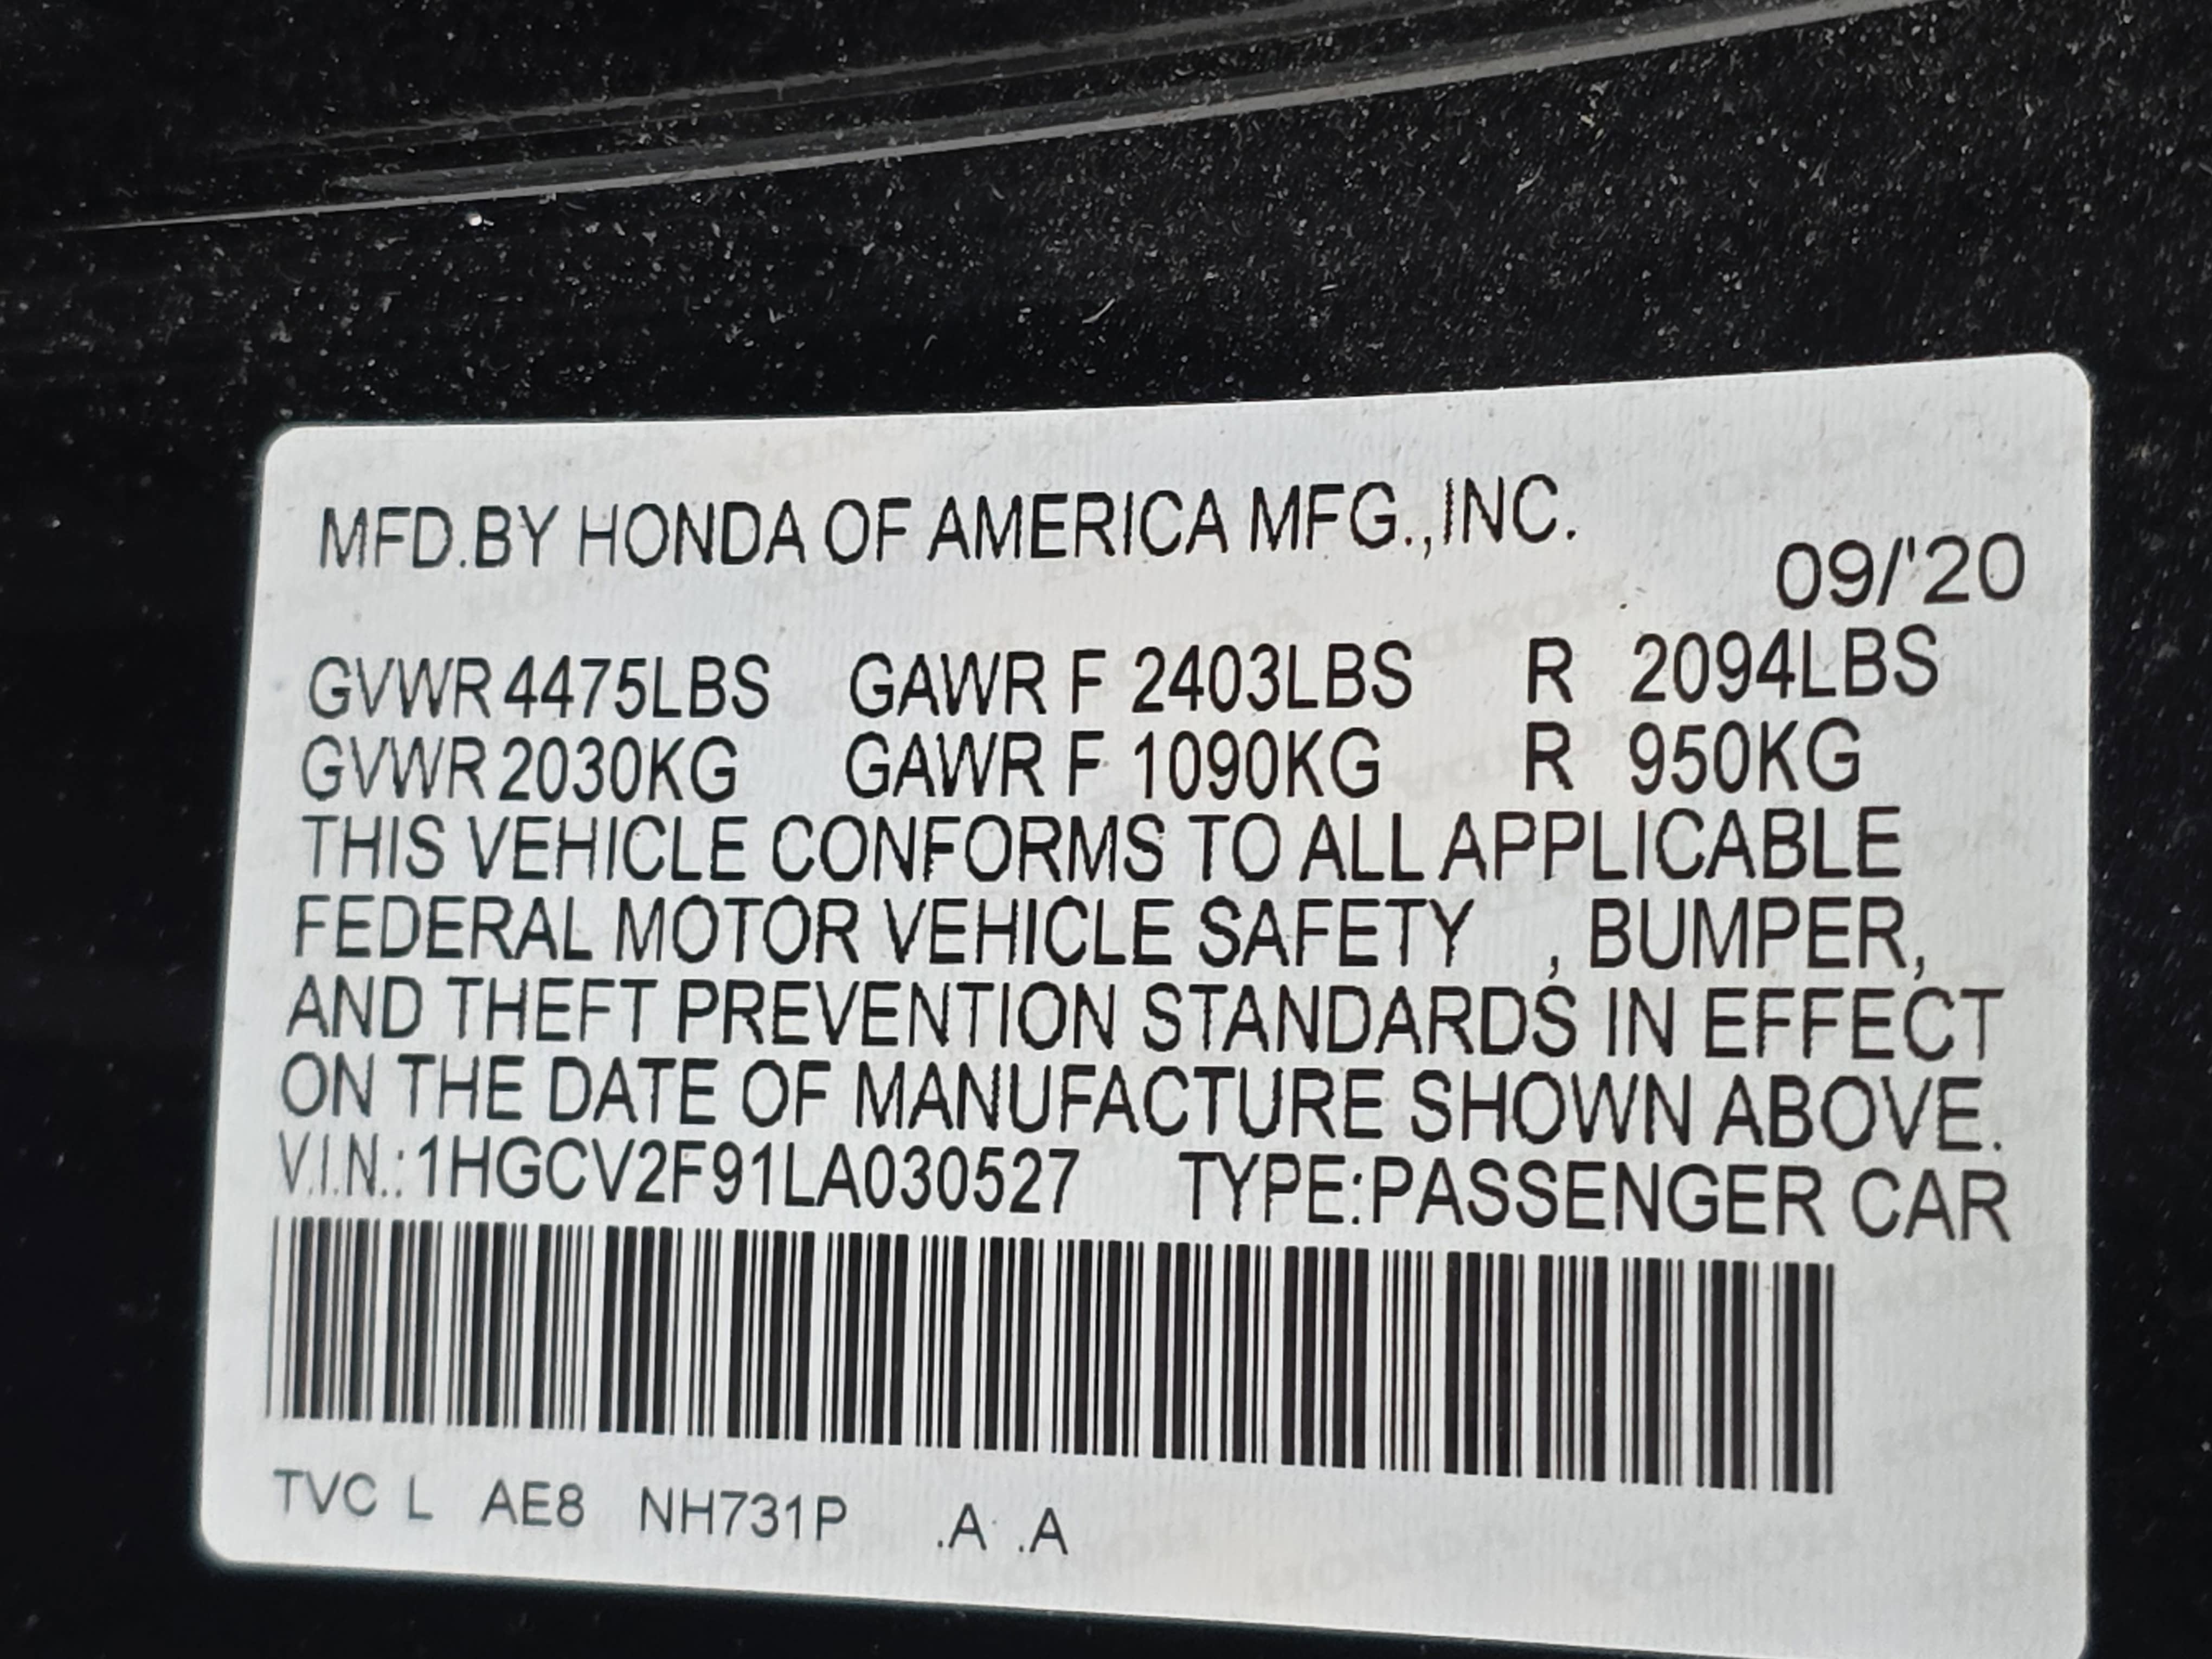 MFD.BY HONDA OF AMERICA MFG.,INC.
09/'20
GVWR 4475LBS GAWR F 2403LBS R 2094LBS
GVWR 2030KG GAWR F 1090KG R 950KG
THIS VEHICLE CONFORMS TO ALL APPLICABLE
FEDERAL MOTOR VEHICLE SAFETY , BUMPER,
AND THEFT PREVENTION STANDARDS IN EFFECT
ON THE DATE OF MANUFACTURE SHOWN ABOVE.
V.I.N.: 1HGCV2F91LA030527 TYPE:PASSENGER CAR
TVC L AE8 NH731P .A .A